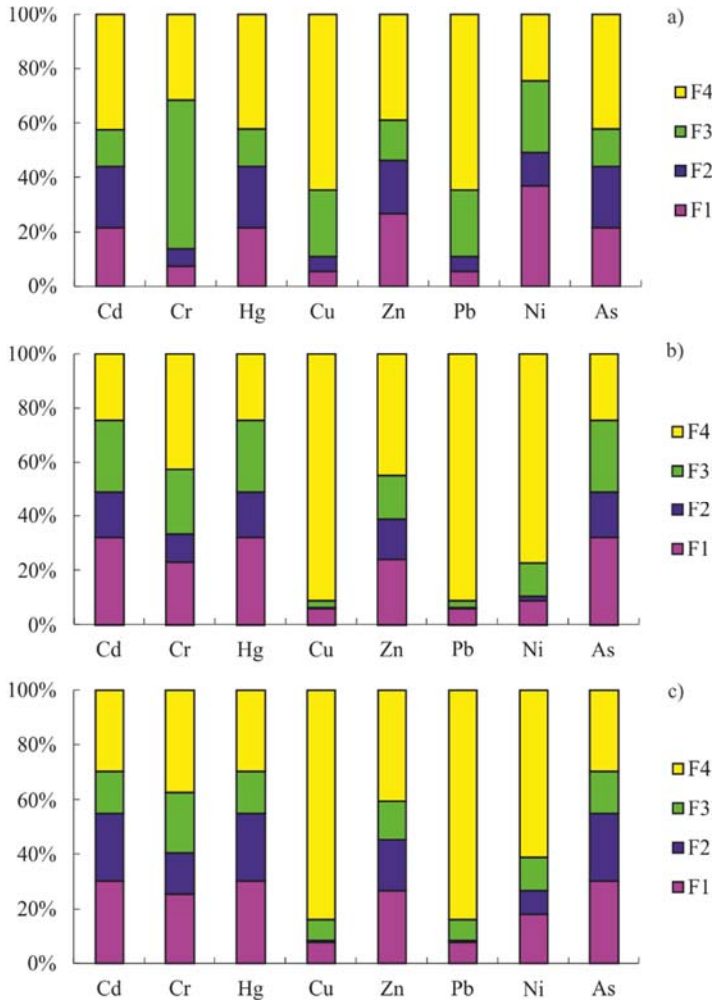 100%
a)
80%
F4
60%
F3
40%
F2
20%
F1
0%
Cd Cr Hg Cu Zn Pb Ni As
100%
b)
80%
F4
60%
F3
40%
F2
20%
F1
0%
Cd Cr Hg Cu Zn Pb Ni As
100%
c)
80%
F4
60%
F3
40%
F2
20%
F1
0%
Cd Cr Hg Cu Zn Pb Ni As